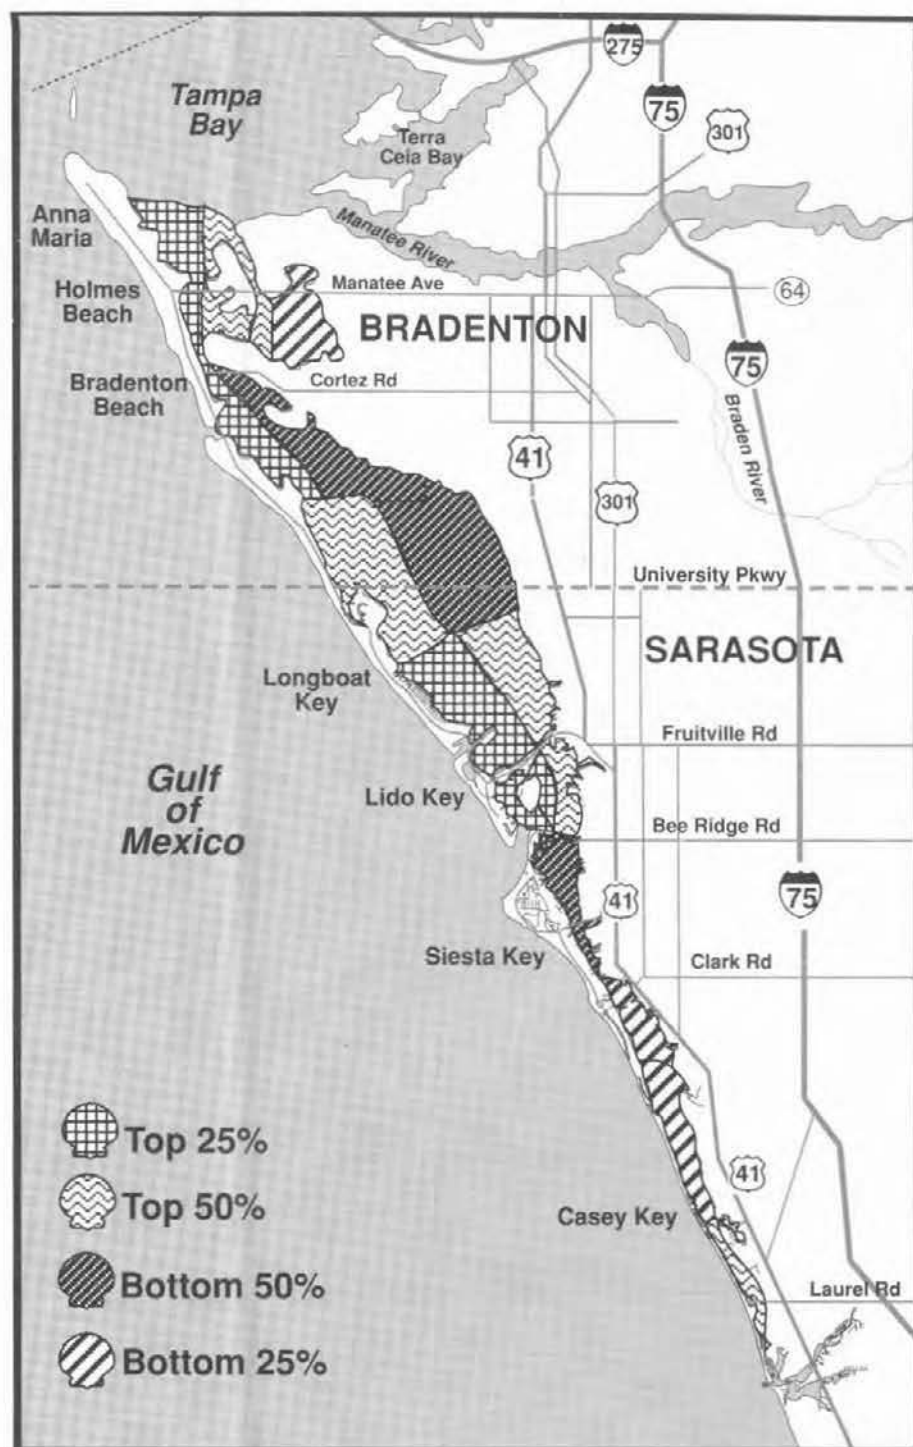 275
Tampa
Bay
75
301
Terra
Ceia Bay
Anna
Maria
Manatee River
Manatee Ave
64
Holmes
Beach
BRADENTON
75
Cortez Rd
Bradenton
Beach
Braden River
41
301
University Pkwy
SARASOTA
Longboat
Key
Fruitville Rd
Gulf
of
Mexico
Lido Key
Bee Ridge Rd
75
41
Siesta Key
Clark Rd
Top 25%
41
Top 50%
Casey Key
Bottom 50%
Laurel Rd
Bottom 25%